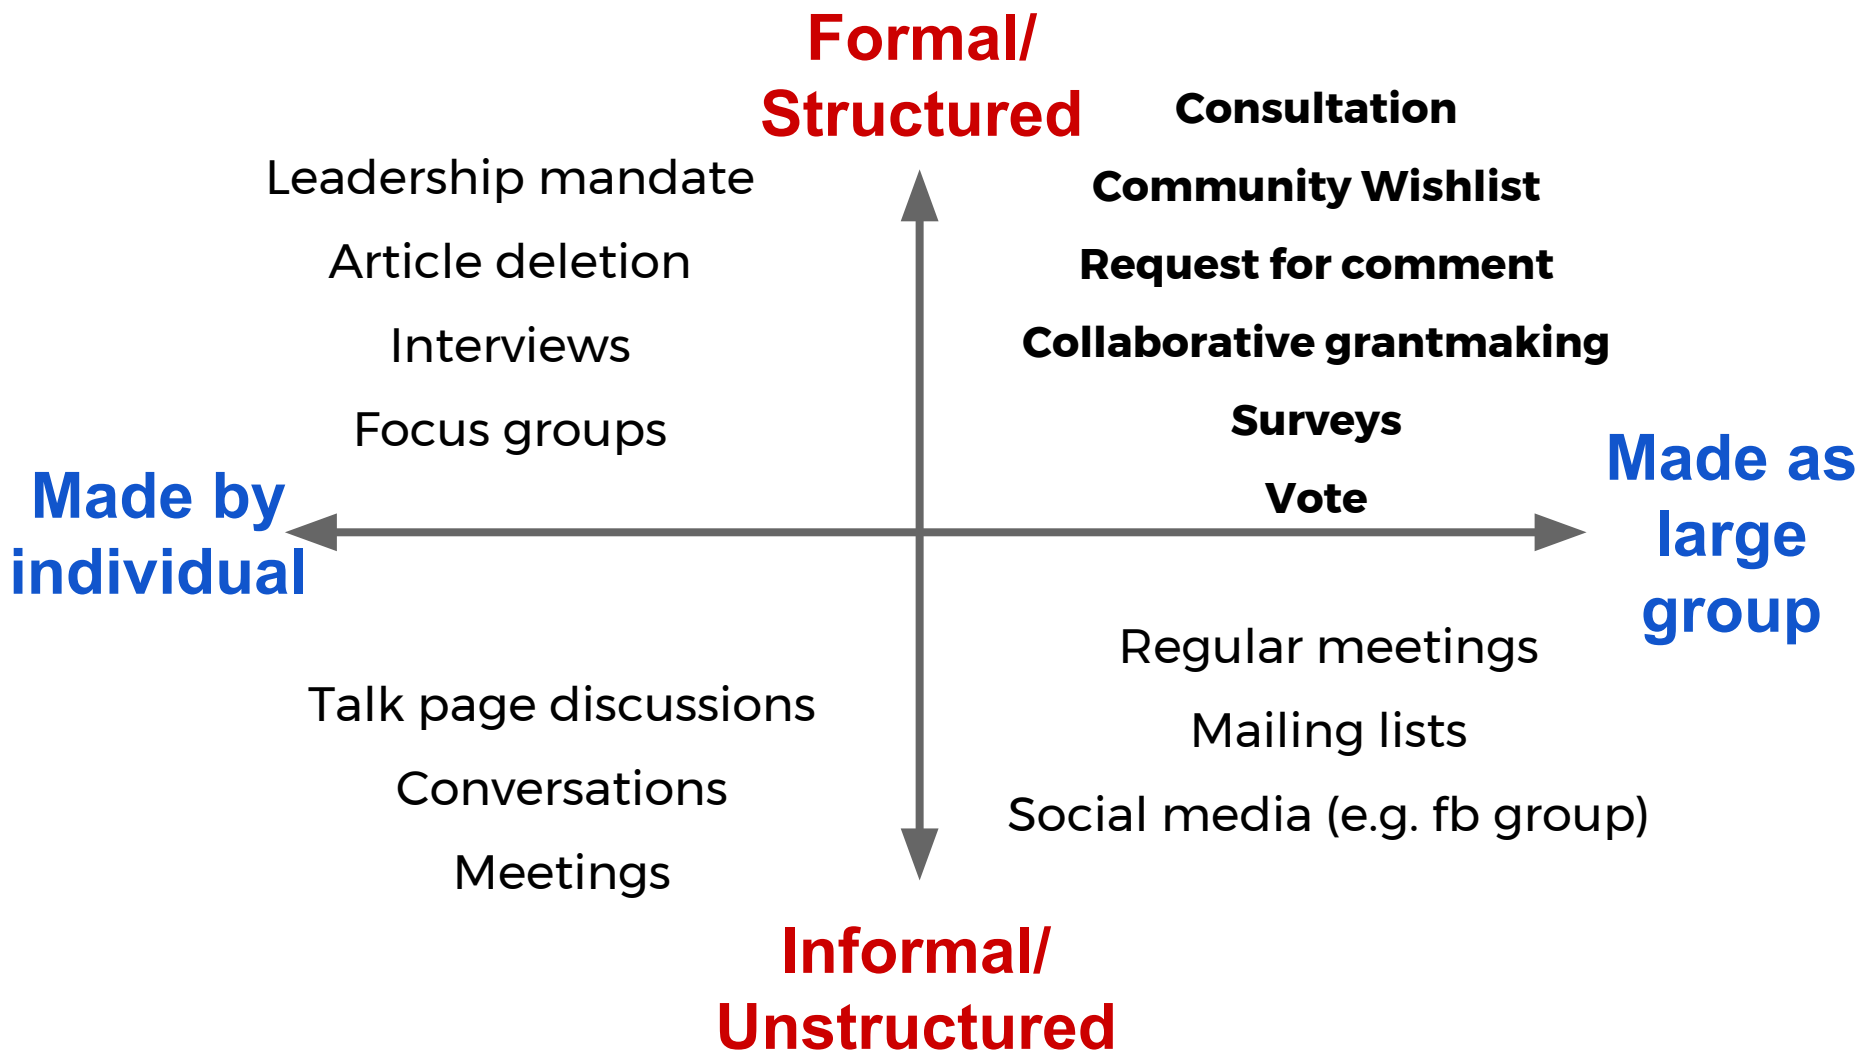 Formal/
Structured
Leadership mandate
Article deletion
Interviews
Focus groups
Consultation
Community Wishlist
Request for comment
Collaborative grantmaking
Surveys
Vote
Made by
individual
Made as
large
group
Talk page discussions
Conversations
Meetings
Regular meetings
Mailing lists
Social media (e.g. fb group)
Informal/
Unstructured